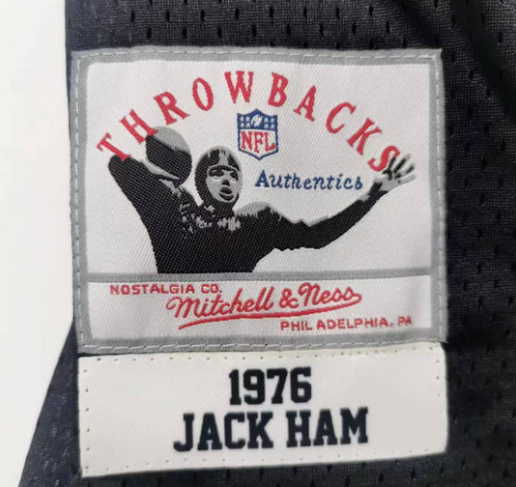 THROWBACKS
NFL
Authentics
NOSTALGIA CO.
Mitchell & Ness
PHILADELPHIA, PA
1976
JACK HAM